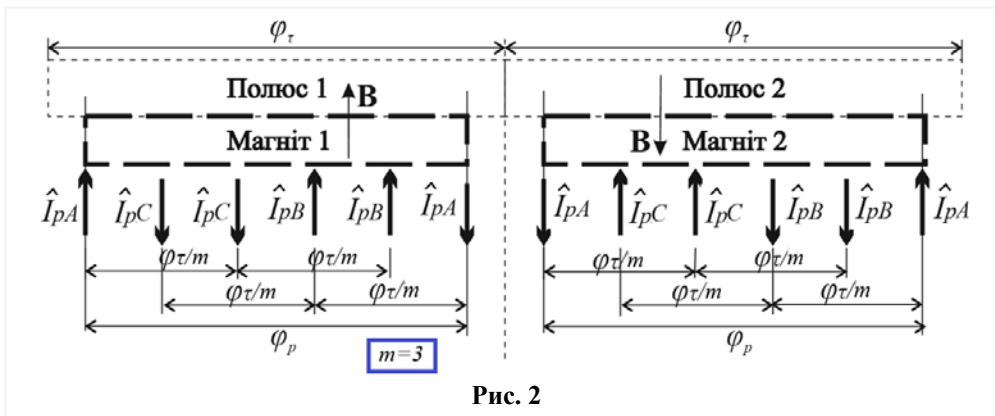 φτ φτ
Полюс 1 B Полюс 2
Магніт 1 B Магніт 2
ÎpA ÎpC ÎpC ÎpB ÎpB ÎpA ÎpA ÎpC ÎpC ÎpB ÎpB ÎpA
φτ/m φτ/m φτ/m φτ/m
φτ/m φτ/m φτ/m φτ/m
φp φp
m=3
Рис. 2